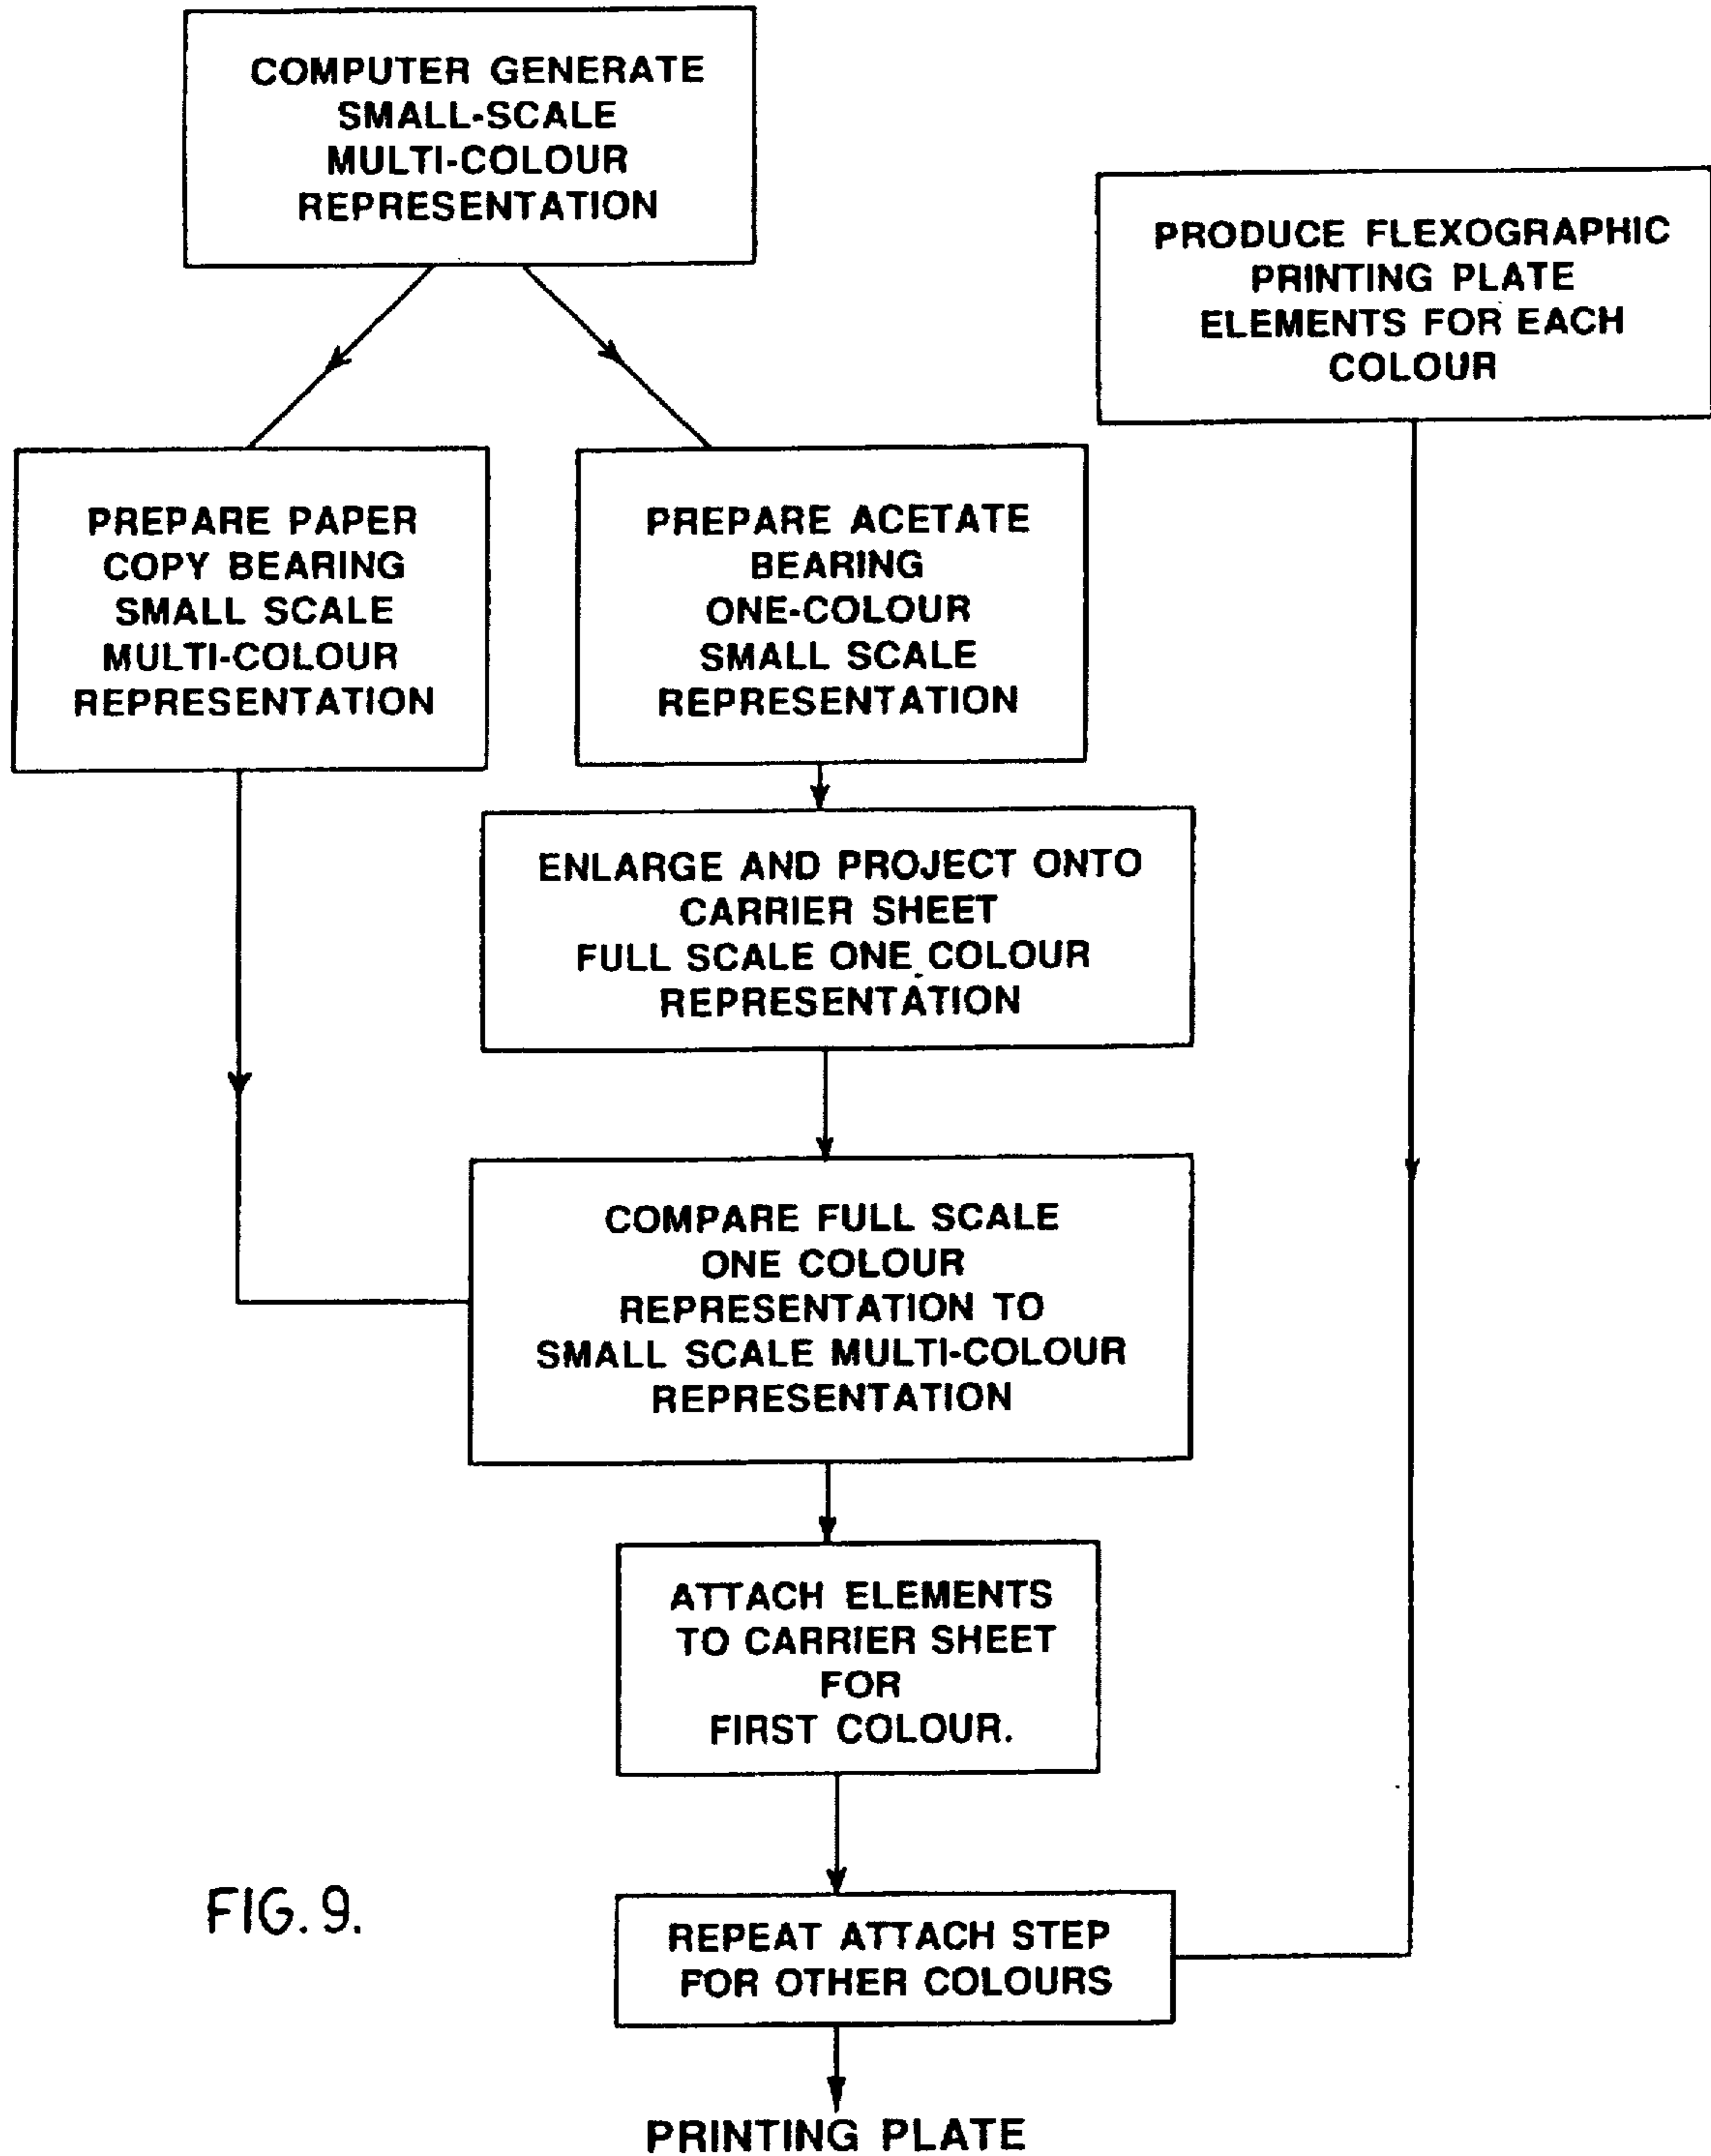 COMPUTER GENERATE
SMALL-SCALE
MULTI-COLOUR
REPRESENTATION
PRODUCE FLEXOGRAPHIC
PRINTING PLATE
ELEMENTS FOR EACH
COLOUR
PREPARE PAPER
COPY BEARING
SMALL SCALE
MULTI-COLOUR
REPRESENTATION
PREPARE ACETATE
BEARING
ONE-COLOUR
SMALL SCALE
REPRESENTATION
ENLARGE AND PROJECT ONTO
CARRIER SHEET
FULL SCALE ONE COLOUR
REPRESENTATION
COMPARE FULL SCALE
ONE COLOUR
REPRESENTATION TO
SMALL SCALE MULTI-COLOUR
REPRESENTATION
ATTACH ELEMENTS
TO CARRIER SHEET
FOR
FIRST COLOUR.
REPEAT ATTACH STEP
FOR OTHER COLOURS
PRINTING PLATE
FIG. 9.